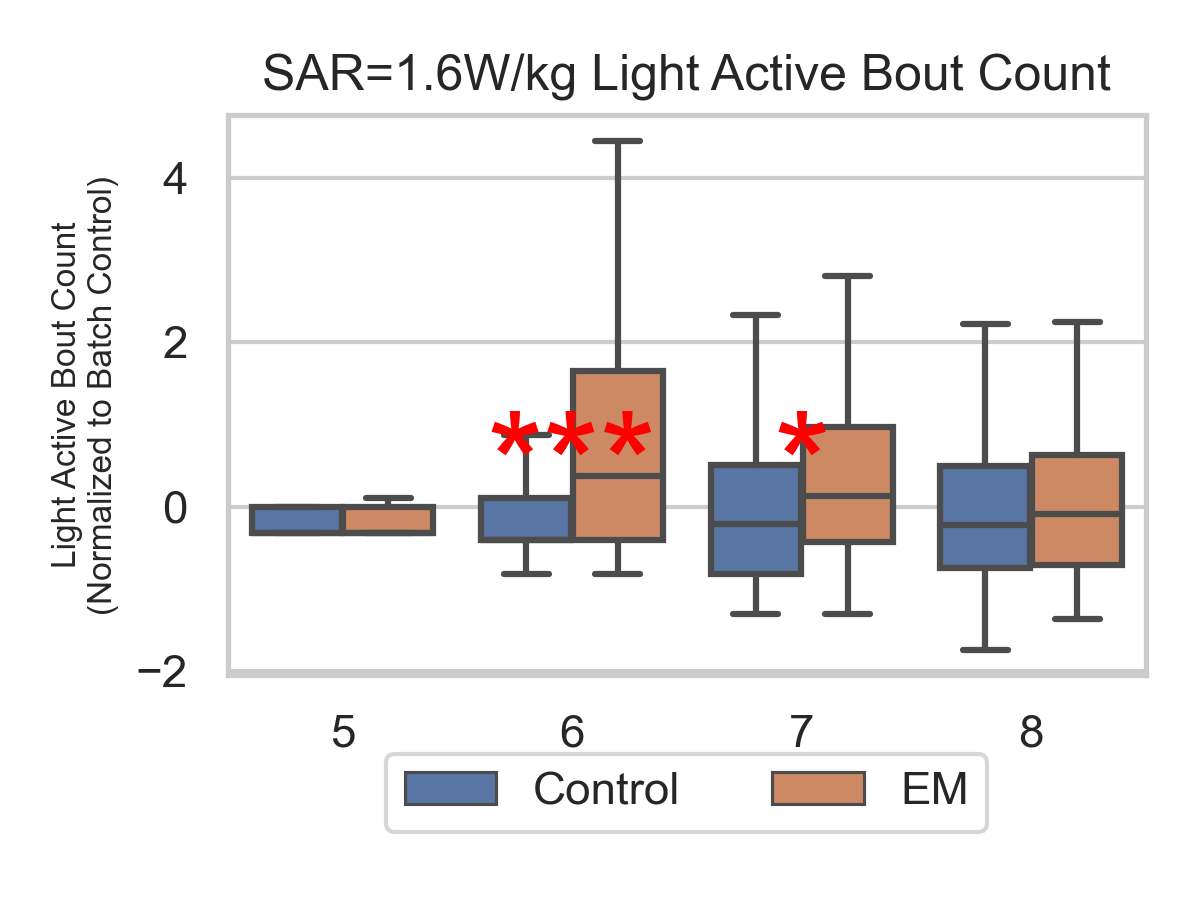 SAR=1.6W/kg Light Active Bout Count
Light Active Bout Count
(Normalized to Batch Control)
4
2
0
−2
***
*
5 6 7 8
Control EM